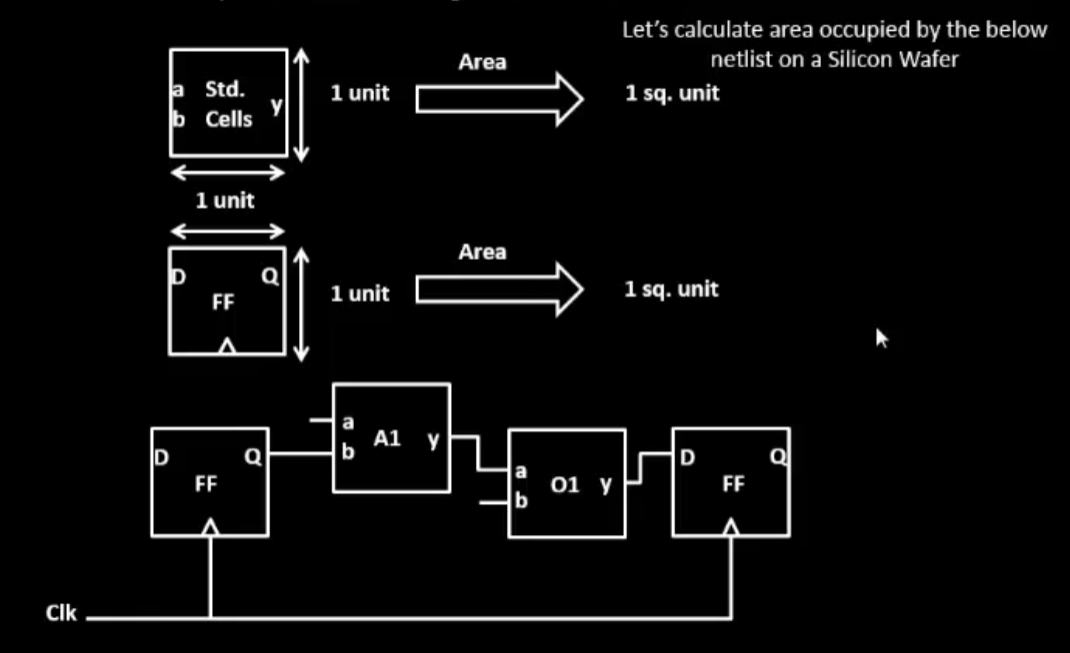 Let's calculate area occupied by the below
netlist on a Silicon Wafer
a Std.
b Cells y
1 unit
Area
1 sq. unit
1 unit
D Q
FF
1 unit
Area
1 sq. unit
D Q
FF
a
b
A1 y
a
b
O1 y
D Q
FF
Clk